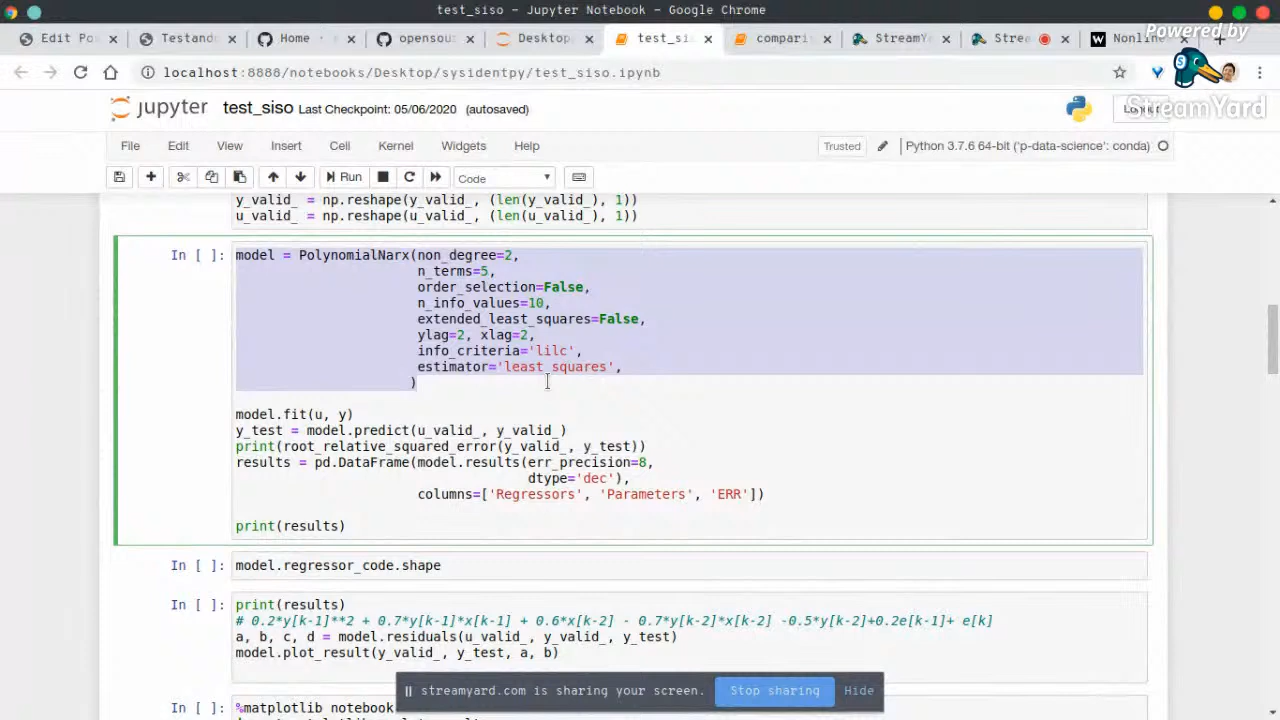 test_siso – Jupyter Notebook – Google Chrome
Edit Po
Testand
Home
opensou
Desktop
test_sis
compari
StreamYa
Strea
Nonlin
Powered by
localhost:8888/notebooks/Desktop/sysidentpy/test_siso.ipynb
StreamYard
jupyter test_siso Last Checkpoint: 05/06/2020 (autosaved)
Logout
File Edit View Insert Cell Kernel Widgets Help
Trusted
Python 3.7.6 64-bit ('p-data-science': conda)
Run
Code
y_valid_ = np.reshape(y_valid_, (len(y_valid_), 1))
u_valid_ = np.reshape(u_valid_, (len(u_valid_), 1))
In [ ]: model = PolynomialNarx(non_degree=2,
n_terms=5,
order_selection=False,
n_info_values=10,
extended_least_squares=False,
ylag=2, xlag=2,
info_criteria='lilc',
estimator='least_squares',
)
model.fit(u, y)
y_test = model.predict(u_valid_, y_valid_)
print(root_relative_squared_error(y_valid_, y_test))
results = pd.DataFrame(model.results(err_precision=8,
dtype='dec'),
columns=['Regressors', 'Parameters', 'ERR'])
print(results)
In [ ]: model.regressor_code.shape
In [ ]: print(results)
# 0.2*y[k-1]**2 + 0.7*y[k-1]*x[k-1] + 0.6*x[k-2] - 0.7*y[k-2]*x[k-2] -0.5*y[k-2]+0.2e[k-1]+ e[k]
a, b, c, d = model.residuals(u_valid_, y_valid_, y_test)
model.plot_result(y_valid_, y_test, a, b)
streamyard.com is sharing your screen. Stop sharing Hide
In [ ]: %matplotlib notebook